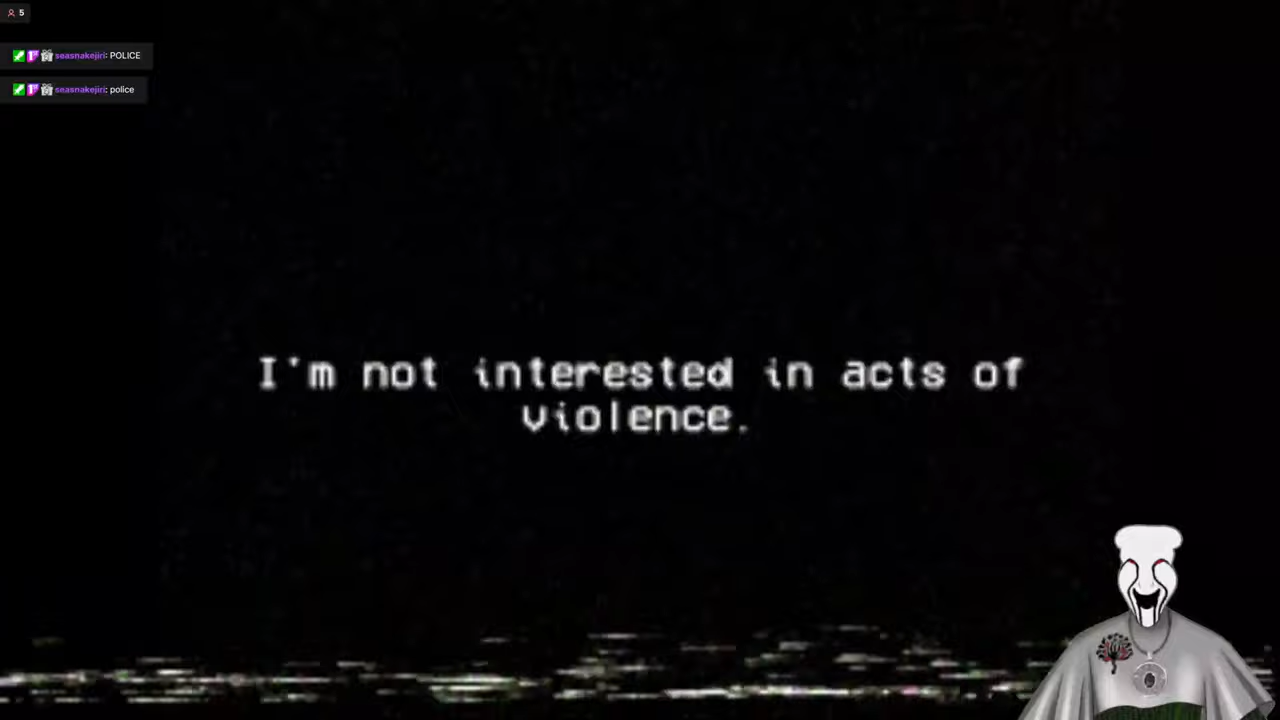 5
seasnakejiri: POLICE
seasnakejiri: police
I'm not interested in acts of
violence.